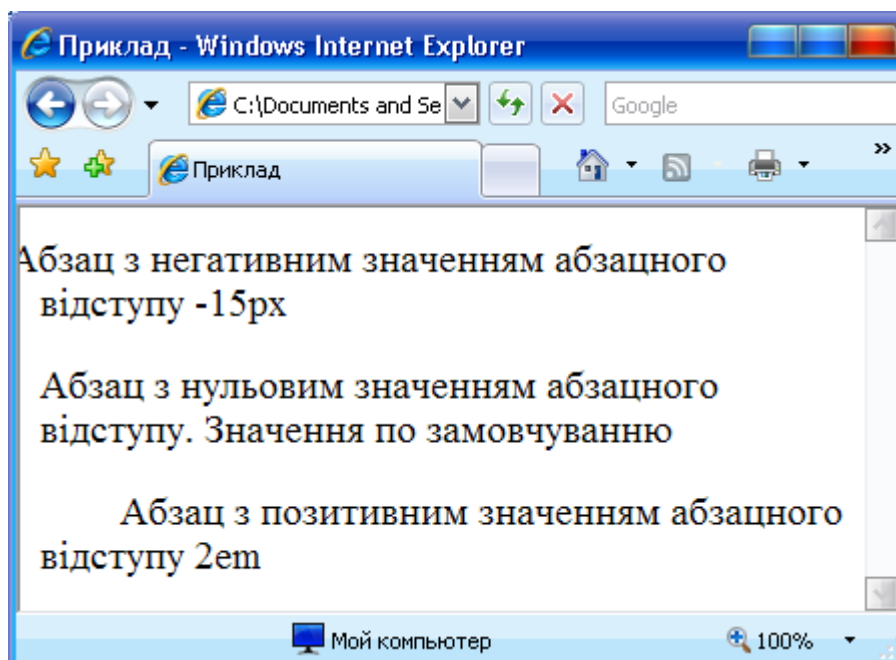 Приклад - Windows Internet Explorer
C:\Documents and Se
Google
Приклад
»
Абзац з негативним значенням абзацного
відступу -15px
Абзац з нульовим значенням абзацного
відступу. Значення по замовчуванню
Абзац з позитивним значенням абзацного
відступу 2em
Мой компьютер
100%